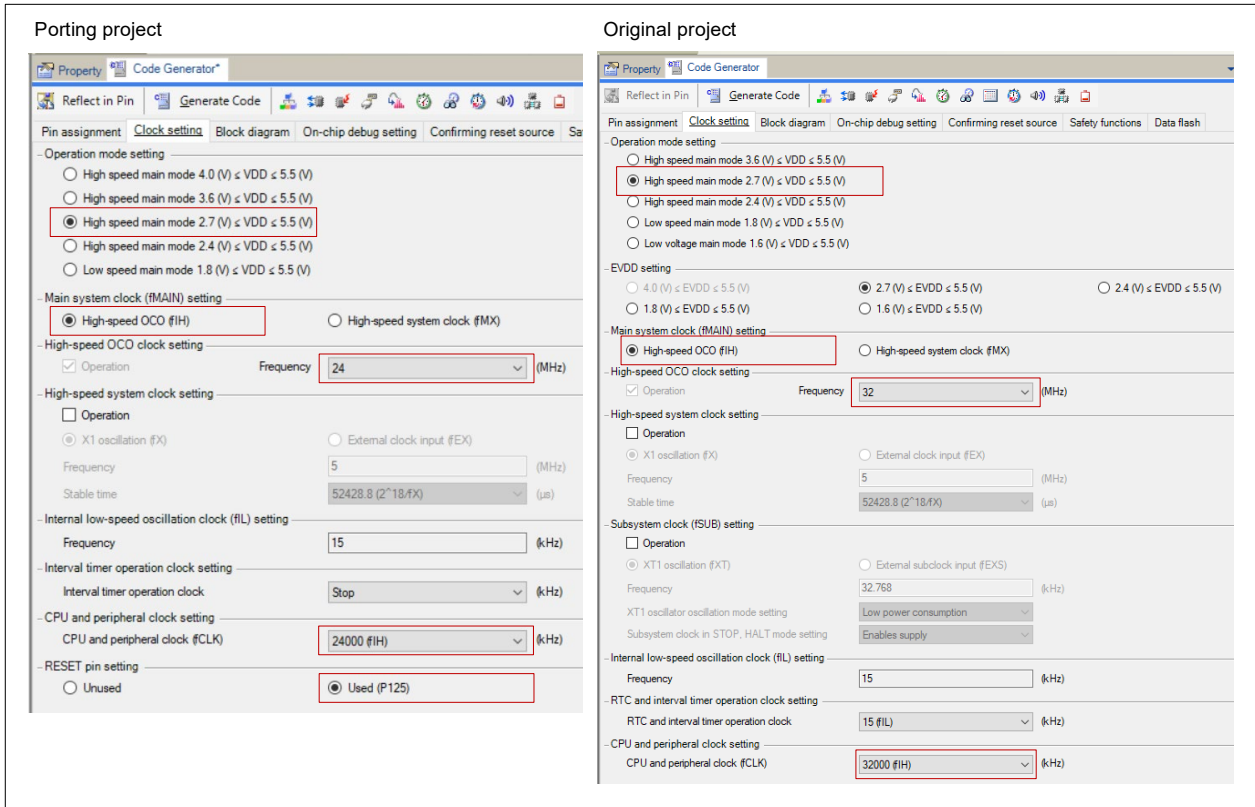 Porting project
Property Code Generator*
Reflect in Pin Generate Code
Pin assignment Clock setting Block diagram On-chip debug setting Confirming reset source Sa
Operation mode setting
High speed main mode 4.0 (V) ≤ VDD ≤ 5.5 (V)
High speed main mode 3.6 (V) ≤ VDD ≤ 5.5 (V)
High speed main mode 2.7 (V) ≤ VDD ≤ 5.5 (V)
High speed main mode 2.4 (V) ≤ VDD ≤ 5.5 (V)
Low speed main mode 1.8 (V) ≤ VDD ≤ 5.5 (V)
Main system clock (fMAIN) setting
High-speed OCO (fIH) High-speed system clock (fMX)
High-speed OCO clock setting
Operation Frequency 24 (MHz)
High-speed system clock setting
Operation
X1 oscillation (fX) External clock input (fEX)
Frequency 5 (MHz)
Stable time 52428.8 (2^18/fX) (µs)
Internal low-speed oscillation clock (fIL) setting
Frequency 15 (kHz)
Interval timer operation clock setting
Interval timer operation clock Stop (kHz)
CPU and peripheral clock setting
CPU and peripheral clock (fCLK) 24000 (fIH) (kHz)
RESET pin setting
Unused Used (P125)
Original project
Property Code Generator
Reflect in Pin Generate Code
Pin assignment Clock setting Block diagram On-chip debug setting Confirming reset source Safety functions Data flash
Operation mode setting
High speed main mode 3.6 (V) ≤ VDD ≤ 5.5 (V)
High speed main mode 2.7 (V) ≤ VDD ≤ 5.5 (V)
High speed main mode 2.4 (V) ≤ VDD ≤ 5.5 (V)
Low speed main mode 1.8 (V) ≤ VDD ≤ 5.5 (V)
Low voltage main mode 1.6 (V) ≤ VDD ≤ 5.5 (V)
EVDD setting
4.0 (V) ≤ EVDD ≤ 5.5 (V) 2.7 (V) ≤ EVDD ≤ 5.5 (V) 2.4 (V) ≤ EVDD ≤ 5.5 (V)
1.8 (V) ≤ EVDD ≤ 5.5 (V) 1.6 (V) ≤ EVDD ≤ 5.5 (V)
Main system clock (fMAIN) setting
High-speed OCO (fIH) High-speed system clock (fMX)
High-speed OCO clock setting
Operation Frequency 32 (MHz)
High-speed system clock setting
Operation
X1 oscillation (fX) External clock input (fEX)
Frequency 5 (MHz)
Stable time 52428.8 (2^18/fX) (µs)
Subsystem clock (fSUB) setting
Operation
XT1 oscillation (fXT) External subclock input (fEXS)
Frequency 32.768 (kHz)
XT1 oscillator oscillation mode setting Low power consumption
Subsystem clock in STOP, HALT mode setting Enables supply
Internal low-speed oscillation clock (fIL) setting
Frequency 15 (kHz)
RTC and interval timer operation clock setting
RTC and interval timer operation clock 15 (fIL) (kHz)
CPU and peripheral clock setting
CPU and peripheral clock (fCLK) 32000 (fIH) (kHz)